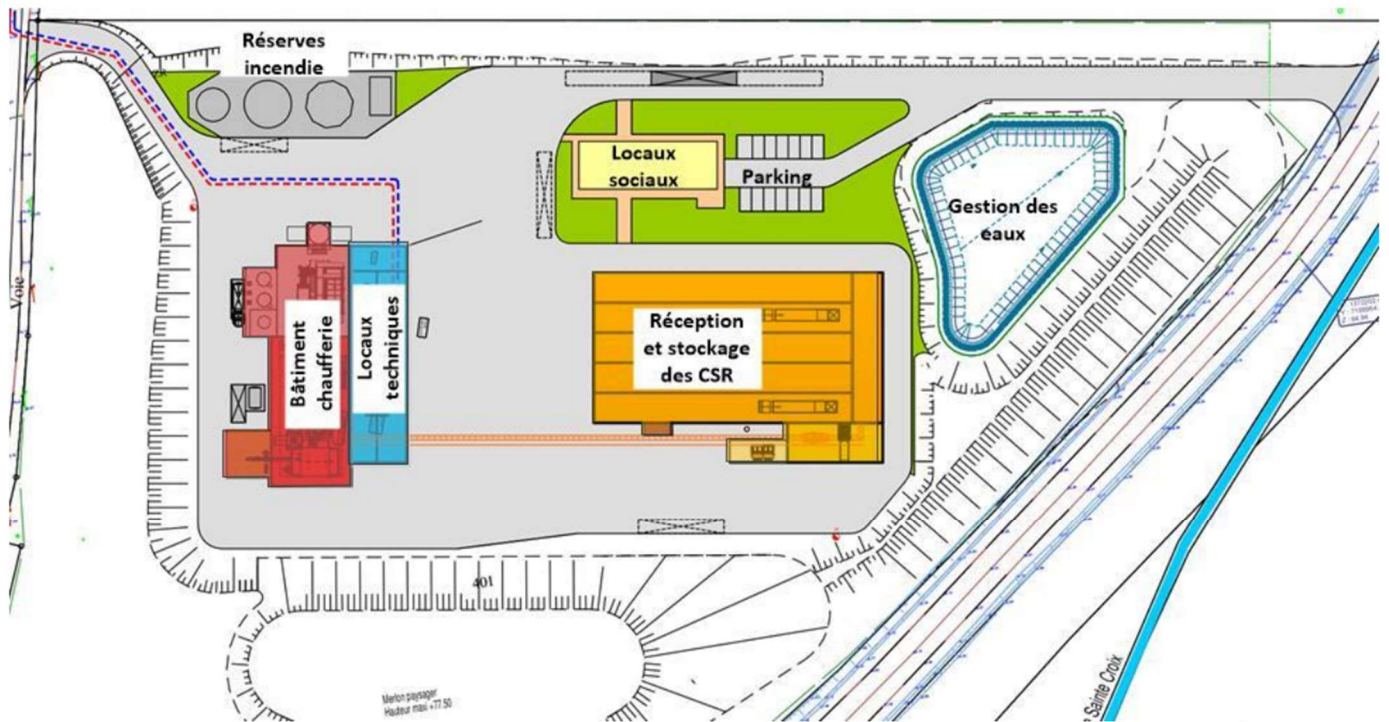 Réserves
incendie
Locaux
sociaux
Parking
Gestion des
eaux
Voie
Bâtiment
chaufferie
Locaux
techniques
Réception
et stockage
des CSR
401
Merlon paysager
Hauteur maxi +77.50
Sainte Croix